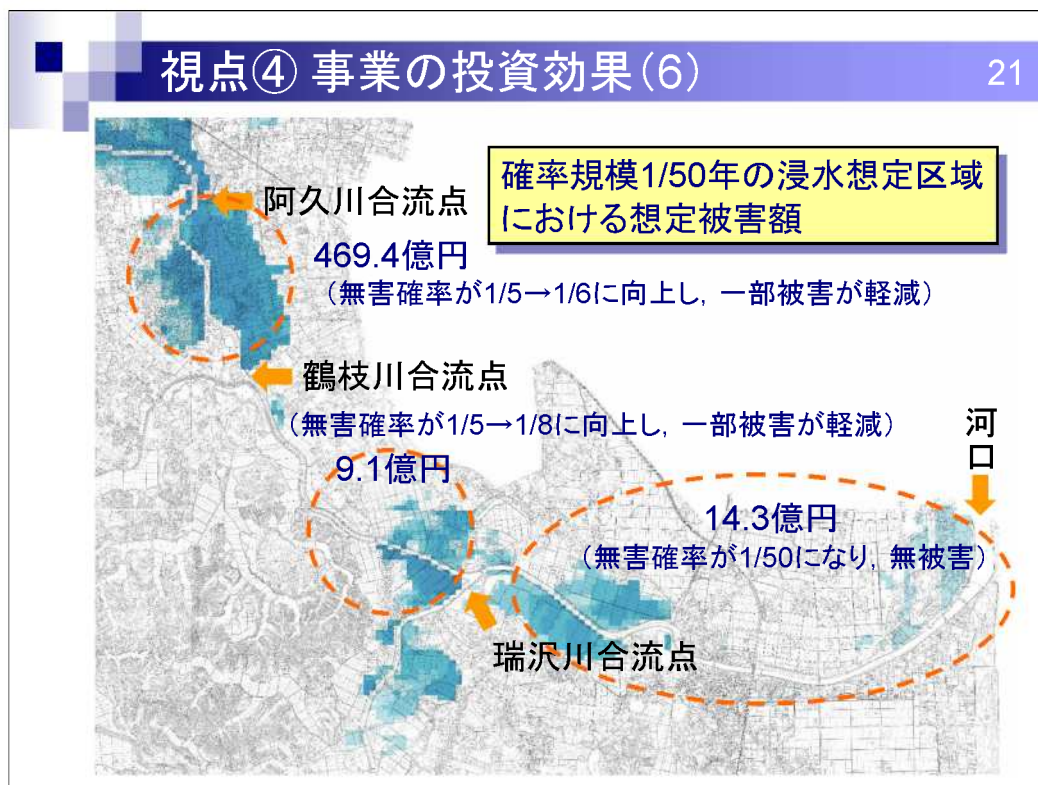 視点④ 事業の投資効果(6)
21
確率規模1/50年の浸水想定区域
における想定被害額
阿久川合流点
469.4億円
（無害確率が1/5→1/6に向上し，一部被害が軽減）
鶴枝川合流点
（無害確率が1/5→1/8に向上し，一部被害が軽減）
9.1億円
河口
14.3億円
（無害確率が1/50になり，無被害）
瑞沢川合流点